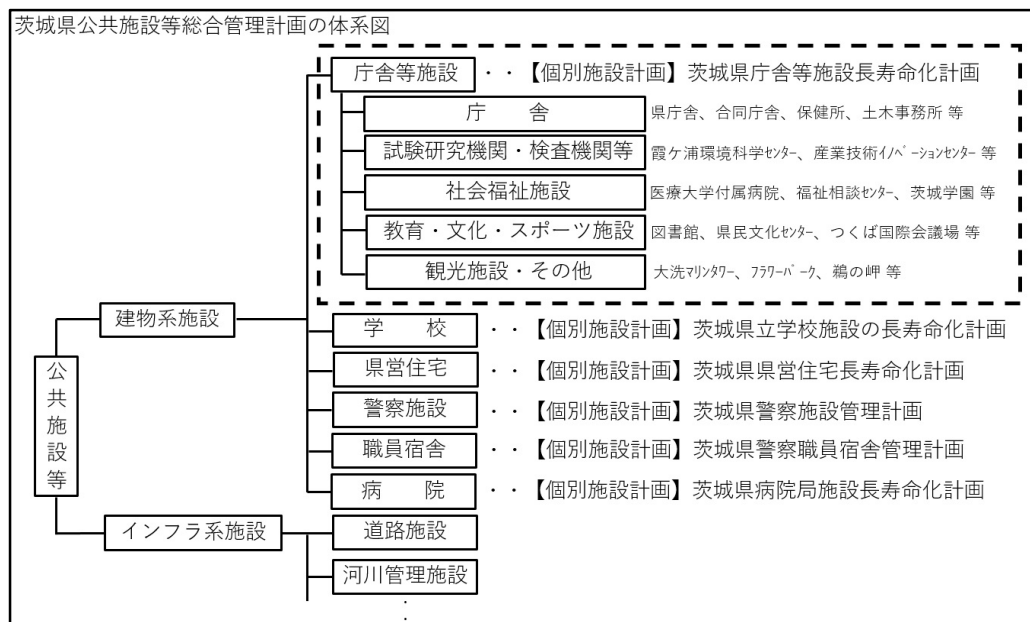 茨城県公共施設等総合管理計画の体系図
庁舎等施設 ・・【個別施設計画】茨城県庁舎等施設長寿命化計画
庁　　舎 県庁舎、合同庁舎、保健所、土木事務所 等
試験研究機関・検査機関等 霞ケ浦環境科学ｾﾝﾀｰ、産業技術ｲﾉﾍﾞｰｼｮﾝｾﾝﾀｰ 等
社会福祉施設 医療大学付属病院、福祉相談ｾﾝﾀｰ、茨城学園 等
教育・文化・スポーツ施設 図書館、県民文化ｾﾝﾀｰ、つくば国際会議場 等
観光施設・その他 大洗ﾏﾘﾝﾀﾜｰ、ﾌﾗﾜｰﾊﾟｰｸ、鵜の岬 等
建物系施設
学　　校 ・・【個別施設計画】茨城県立学校施設の長寿命化計画
県営住宅 ・・【個別施設計画】茨城県県営住宅長寿命化計画
公共施設等
警察施設 ・・【個別施設計画】茨城県警察施設管理計画
職員宿舎 ・・【個別施設計画】茨城県警察職員宿舎管理計画
病　　院 ・・【個別施設計画】茨城県病院局施設長寿命化計画
インフラ系施設
道路施設
河川管理施設
：